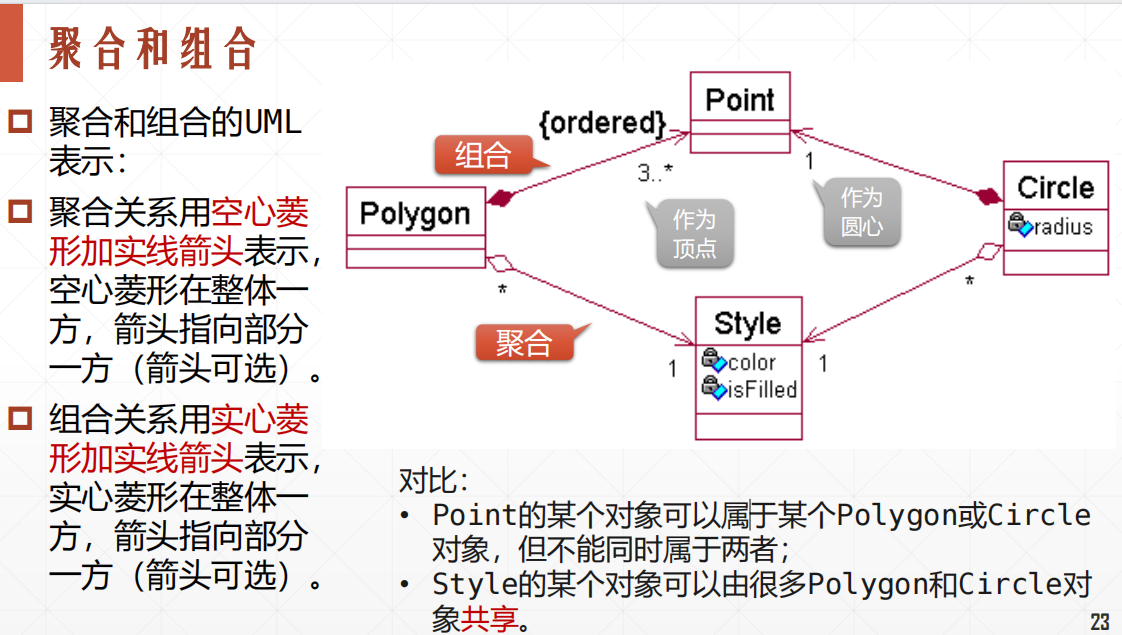 聚合和组合
聚合和组合的UML
表示：
聚合关系用空心菱
形加实线箭头表示，
空心菱形在整体一
方，箭头指向部分
一方（箭头可选）。
组合关系用实心菱
形加实线箭头表示，
实心菱形在整体一
方，箭头指向部分
一方（箭头可选）。
Point
{ordered}
组合
3..*
1
作为
圆心
Circle
radius
Polygon
作为
顶点
*
*
聚合
Style
1
1
color
isFilled
对比：
• Point的某个对象可以属于某个Polygon或Circle
对象，但不能同时属于两者；
• Style的某个对象可以由很多Polygon和Circle对
象共享。
23